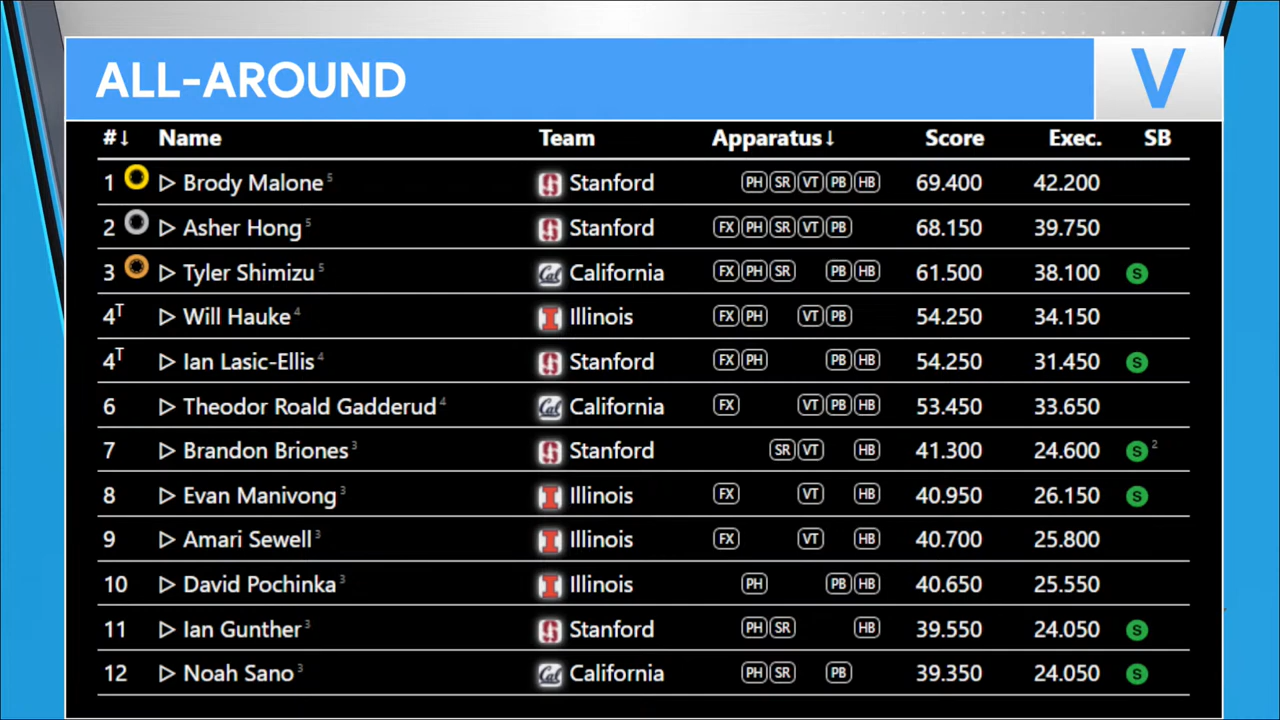 ALL-AROUND V
#↓ Name Team Apparatus↓ Score Exec. SB
1 Brody Malone 5 Stanford PH SR VT PB HB 69.400 42.200
2 Asher Hong 5 Stanford FX PH SR VT PB 68.150 39.750
3 Tyler Shimizu 5 Cal California FX PH SR PB HB 61.500 38.100 S
4T Will Hauke 4 I Illinois FX PH VT PB 54.250 34.150
4T Ian Lasic-Ellis 4 Stanford FX PH PB HB 54.250 31.450 S
6 Theodor Roald Gadderud 4 Cal California FX VT PB HB 53.450 33.650
7 Brandon Briones 3 Stanford SR VT HB 41.300 24.600 S 2
8 Evan Manivong 3 I Illinois FX VT HB 40.950 26.150 S
9 Amari Sewell 3 I Illinois FX VT HB 40.700 25.800
10 David Pochinka 3 I Illinois PH PB HB 40.650 25.550
11 Ian Gunther 3 Stanford PH SR HB 39.550 24.050 S
12 Noah Sano 3 Cal California PH SR PB 39.350 24.050 S